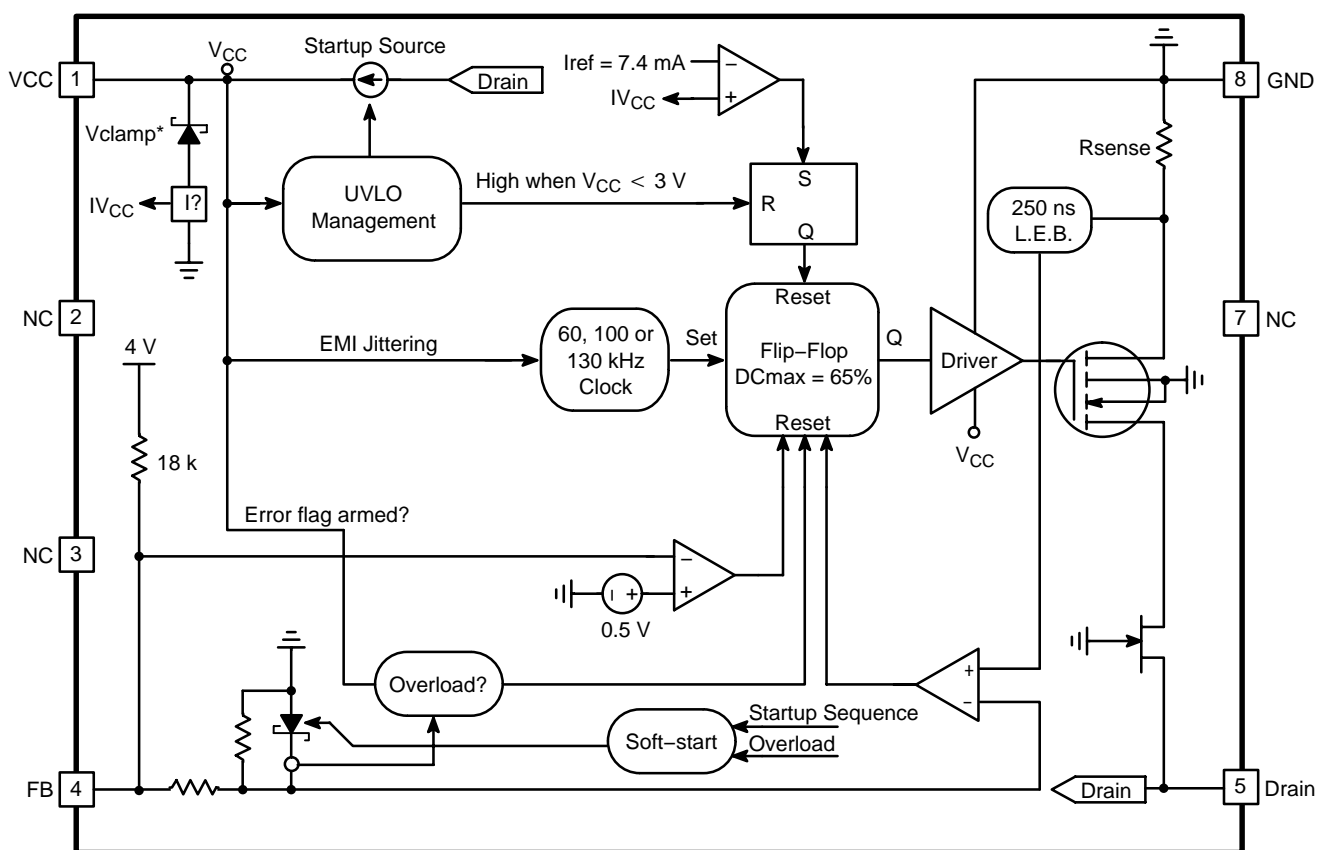 Startup Source
VCC
VCC
1
Drain
Iref = 7.4 mA
−
+
IVCC
8
GND
Vclamp*
Rsense
I?
IVCC
UVLO
Management
High when VCC < 3 V
S
R
Q
250 ns
L.E.B.
NC
2
7
NC
4 V
EMI Jittering
60, 100 or
130 kHz
Clock
Set
Reset
Flip−Flop
DCmax = 65%
Reset
Q
Driver
VCC
18 k
Error flag armed?
NC
3
−
+
− +
0.5 V
Overload?
+
−
Soft−start
Startup Sequence
Overload
FB
4
Drain
5
Drain